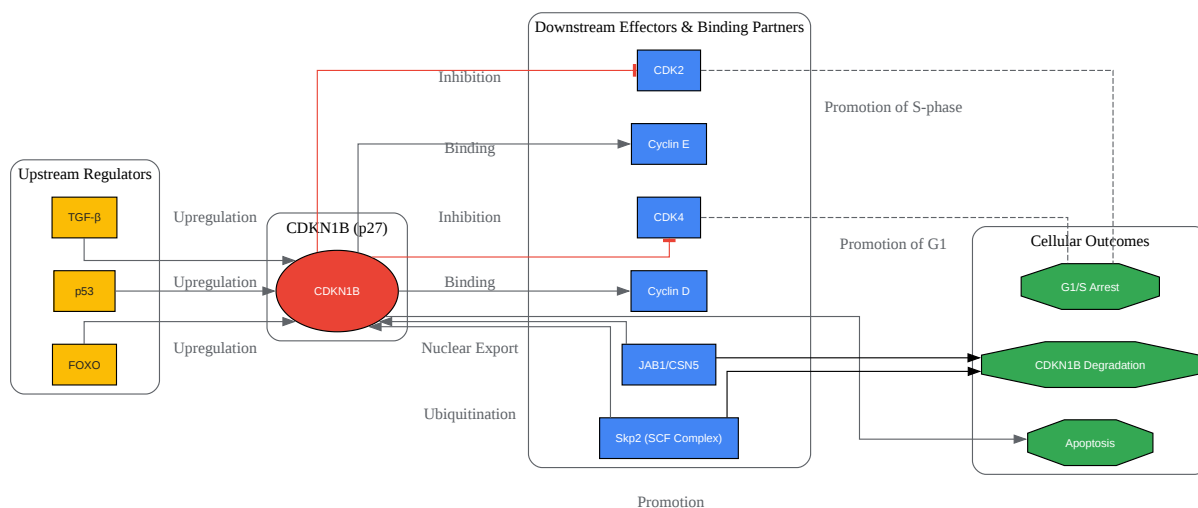 Downstream Effectors & Binding Partners
CDK2
Inhibition
Promotion of S-phase
Cyclin E
Binding
Upstream Regulators
TGF-β
Upregulation
Inhibition
CDK4
CDKN1B (p27)
Promotion of G1
Cellular Outcomes
p53
Upregulation
CDKN1B
Binding
Cyclin D
G1/S Arrest
FOXO
Upregulation
Nuclear Export
JAB1/CSN5
CDKN1B Degradation
Ubiquitination
Skp2 (SCF Complex)
Apoptosis
Promotion